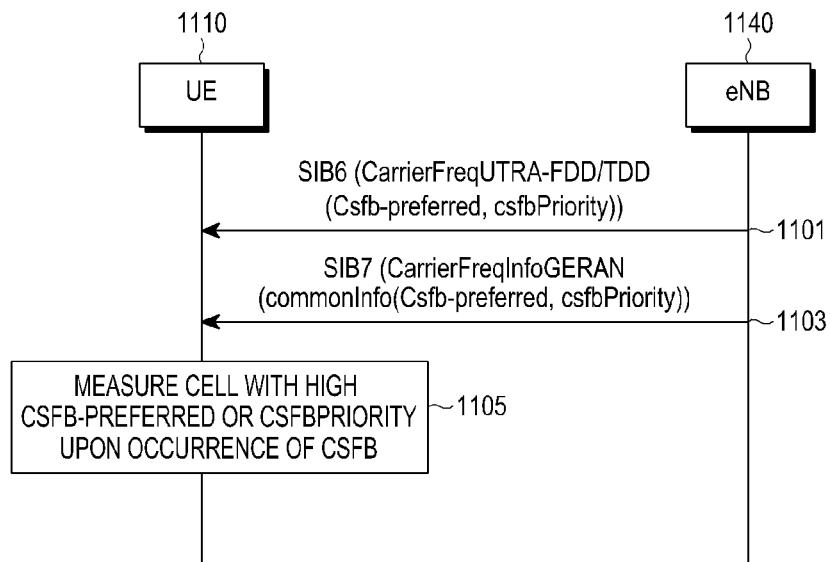 1110
1140
UE
eNB
SIB6 (CarrierFreqUTRA-FDD/TDD
(Csfb-preferred, csfbPriority))
1101
SIB7 (CarrierFreqInfoGERAN
(commonInfo(Csfb-preferred, csfbPriority))
1103
MEASURE CELL WITH HIGH
CSFB-PREFERRED OR CSFBPRIORITY
UPON OCCURRENCE OF CSFB
1105